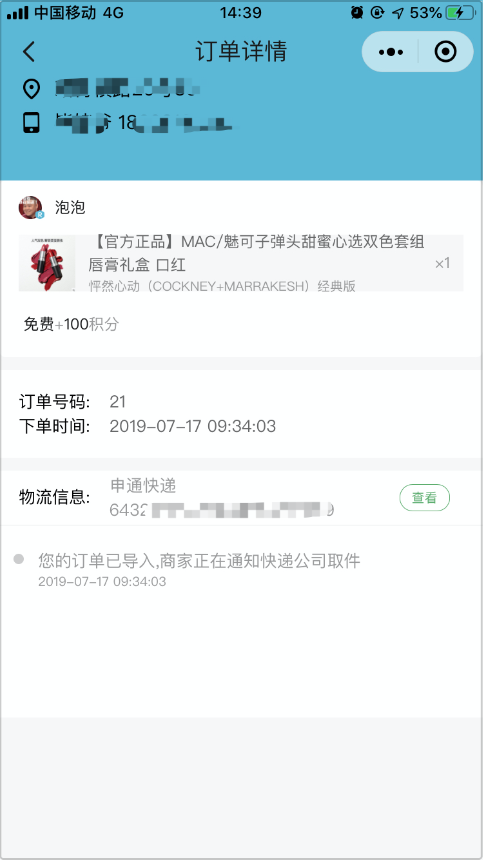 中国移动 4G 14:39 53%
订单详情
18
泡泡
【官方正品】MAC/魅可子弹头甜蜜心选双色套组
唇膏礼盒 口红
×1
怦然心动（COCKNEY+MARRAKESH）经典版
免费+100积分
订单号码: 21
下单时间: 2019-07-17 09:34:03
物流信息: 申通快递
6432
查看
您的订单已导入,商家正在通知快递公司取件
2019-07-17 09:34:03